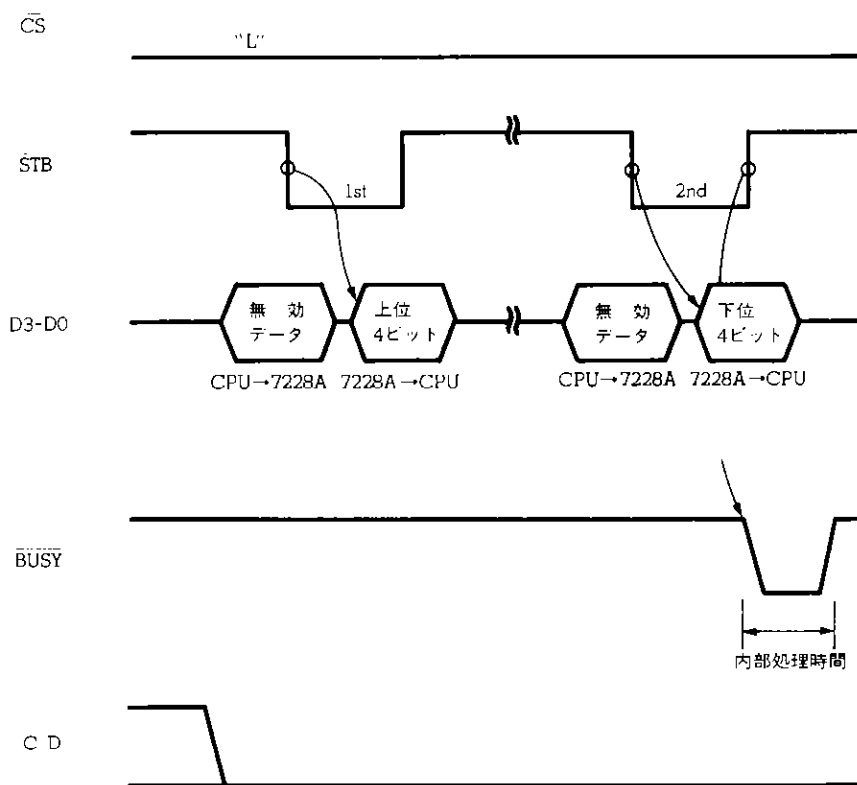 CS
"L"
STB
1st
2nd
D3-D0
無効
データ
上位
4ビット
無効
データ
下位
4ビット
CPU→7228A 7228A→CPU
CPU→7228A 7228A→CPU
BUSY
内部処理時間
C D